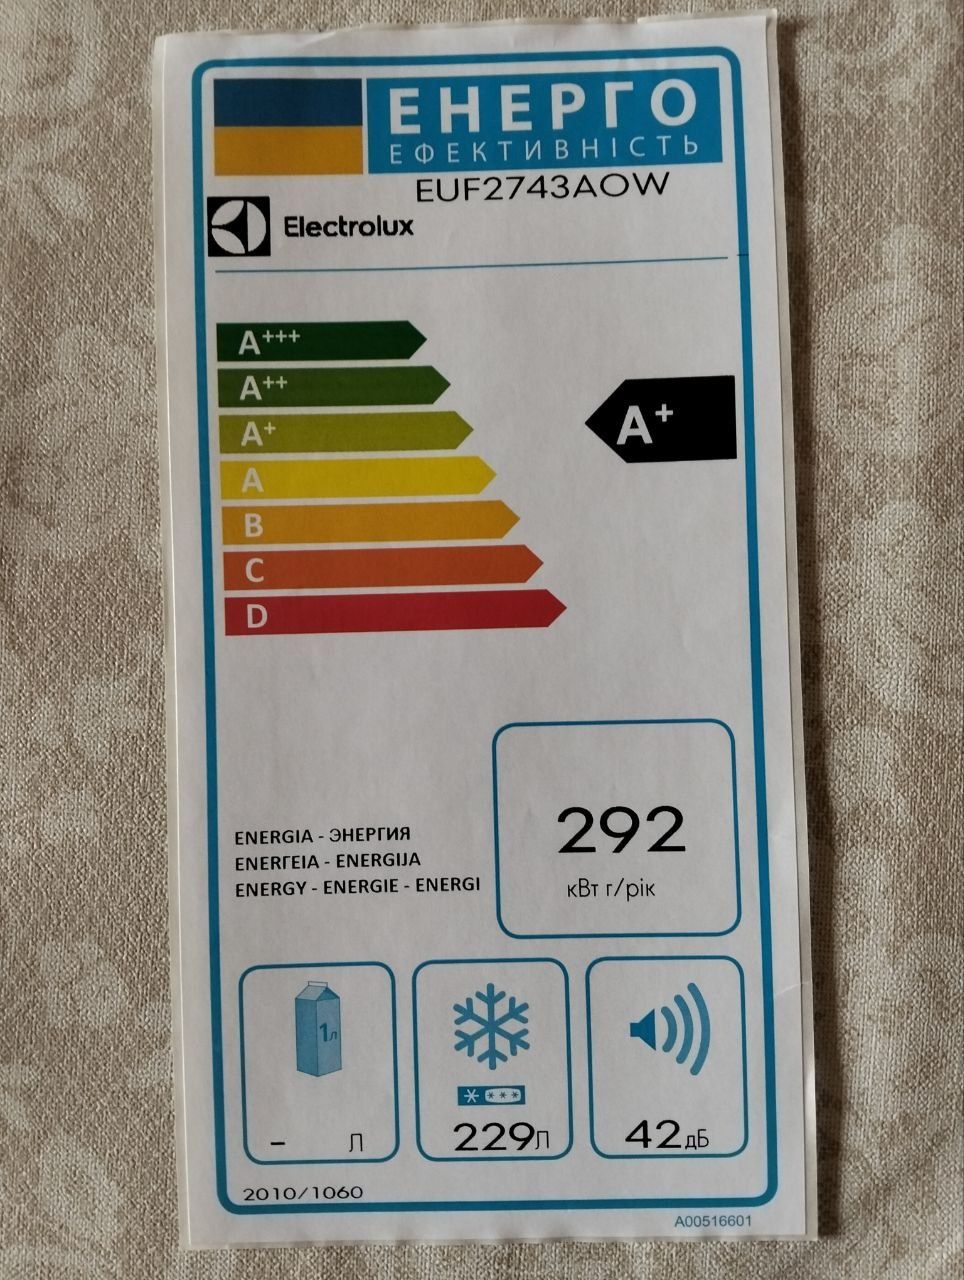 ЕНЕРГО
ЕФЕКТИВНІСТЬ
EUF2743AOW
Electrolux
A+++
A++
A+
A+
A
B
C
D
292
кВт г/рік
ENERGIA - ЭНЕРГИЯ
ΕΝΕΡΓΕΙΑ - ENERGIJA
ENERGY - ENERGIE - ENERGI
1л
- Л
229Л
42дБ
2010/1060
A00516601